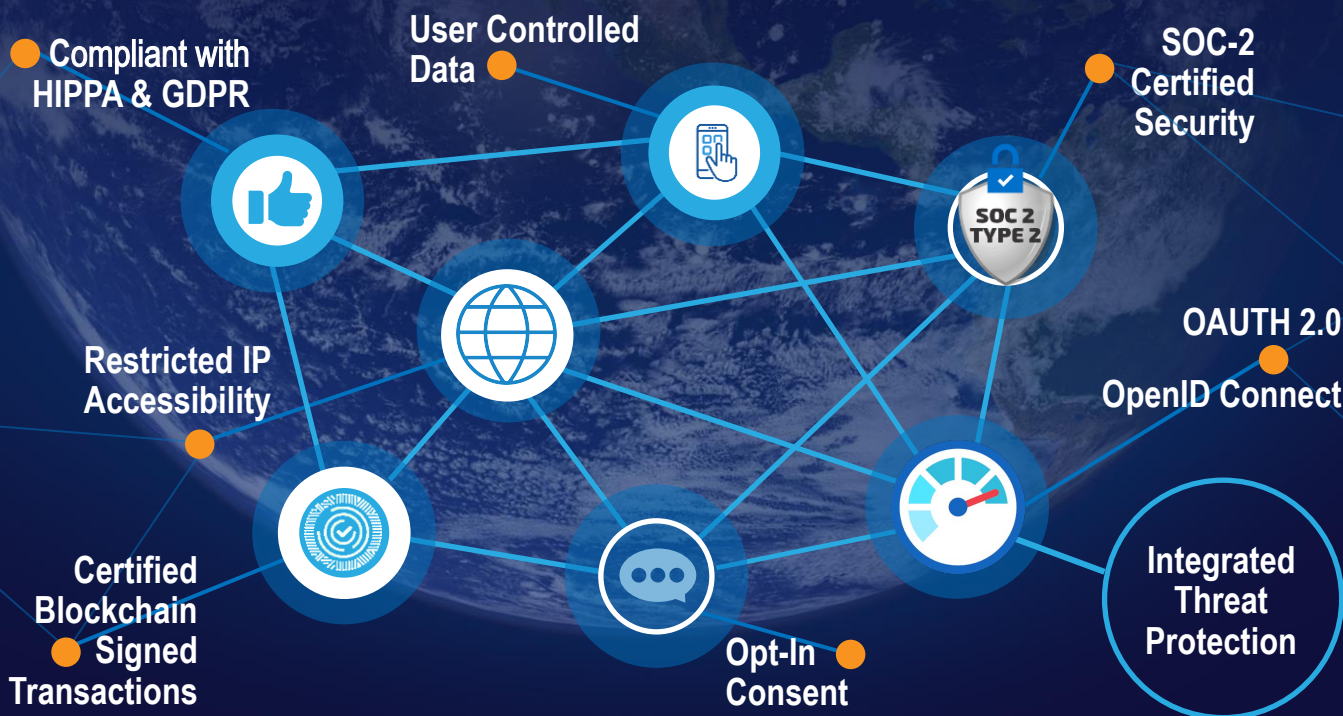 Compliant with
HIPPA & GDPR
User Controlled
Data
SOC-2
Certified
Security
SOC 2
TYPE 2
OAUTH 2.0
OpenID Connect
Restricted IP
Accessibility
Certified
Blockchain
Signed
Transactions
Opt-In
Consent
Integrated
Threat
Protection